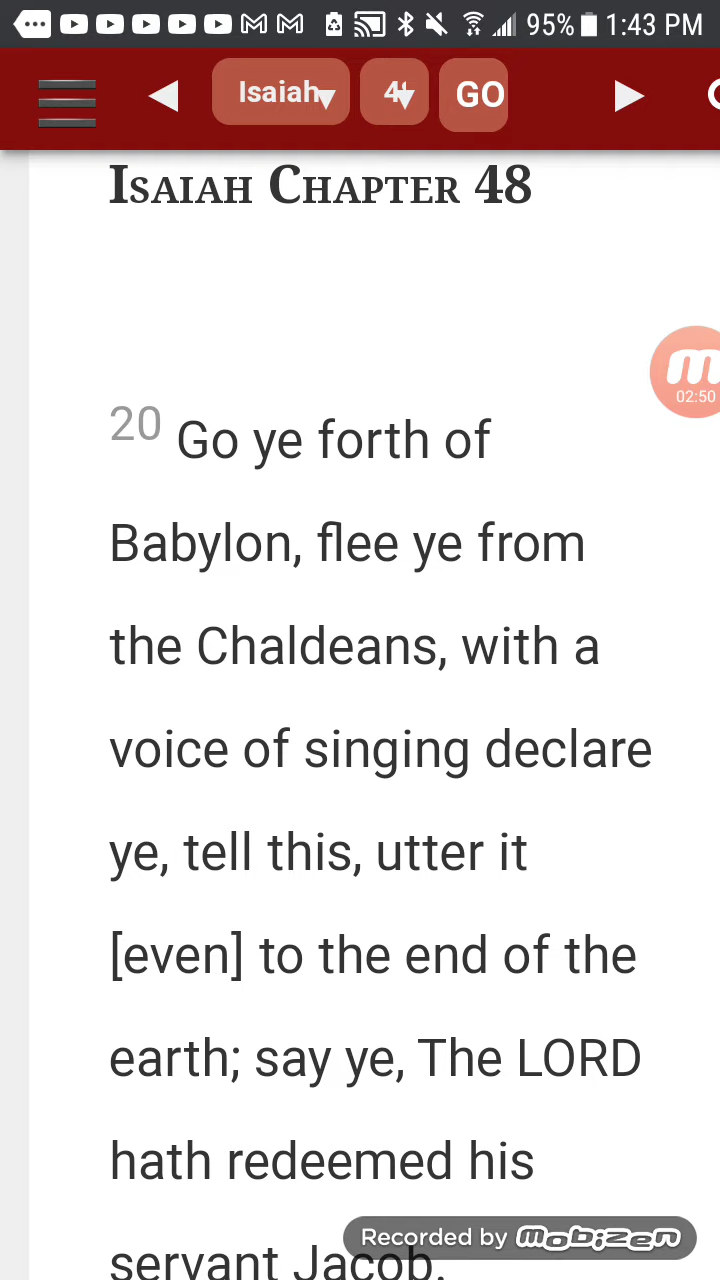 95% 1:43 PM
Isaiah 4 GO
ISAIAH CHAPTER 48
02:50
20 Go ye forth of
Babylon, flee ye from
the Chaldeans, with a
voice of singing declare
ye, tell this, utter it
[even] to the end of the
earth; say ye, The LORD
hath redeemed his
servant Jacob.
Recorded by mobizen